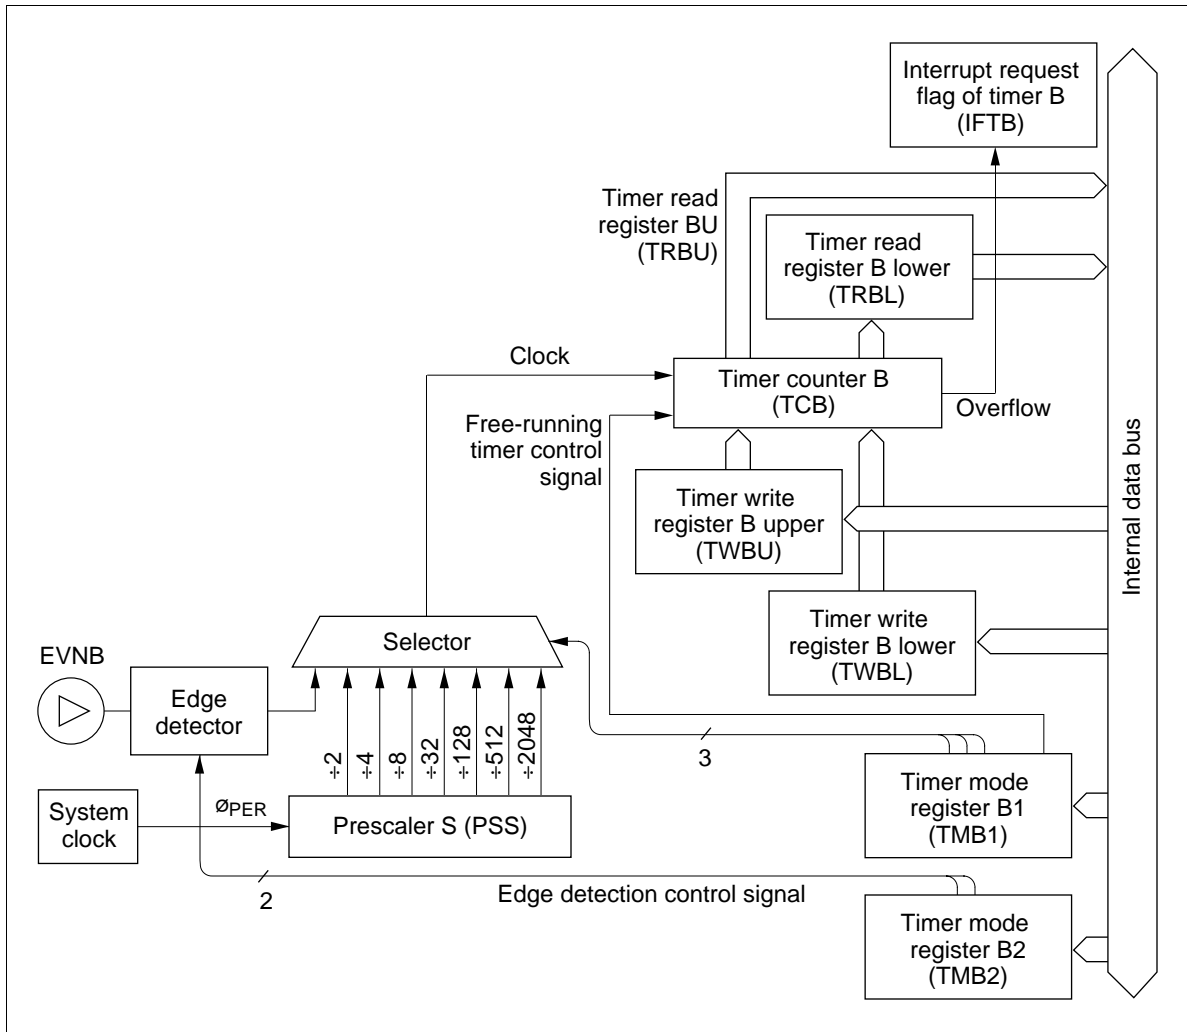 Interrupt request
flag of timer B
(IFTB)
Timer read
register BU
(TRBU)
Timer read
register B lower
(TRBL)
Clock
Timer counter B
(TCB)
Overflow
Free-running
timer control
signal
Timer write
register B upper
(TWBU)
Internal data bus
Timer write
register B lower
(TWBL)
Selector
EVNB
Edge
detector
÷2
÷4
÷8
÷32
÷128
÷512
÷2048
3
Timer mode
register B1
(TMB1)
System
clock
øPER
Prescaler S (PSS)
2
Edge detection control signal
Timer mode
register B2
(TMB2)